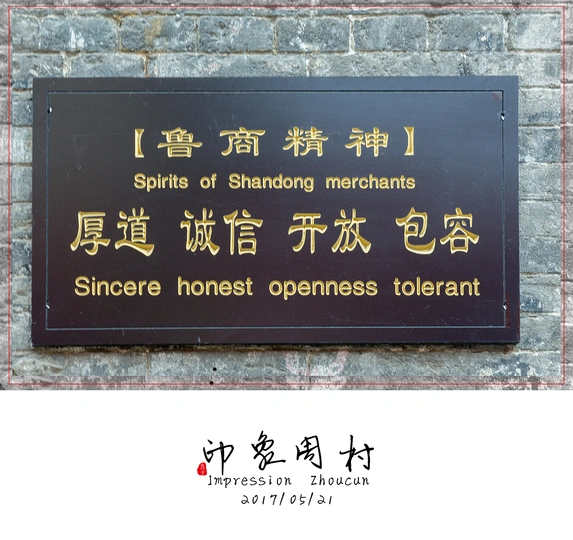 【鲁商精神】
Spirits of Shandong merchants
厚道 诚信 开放 包容
Sincere honest openness tolerant
印象周村
Impression Zhoucun
2017/05/21